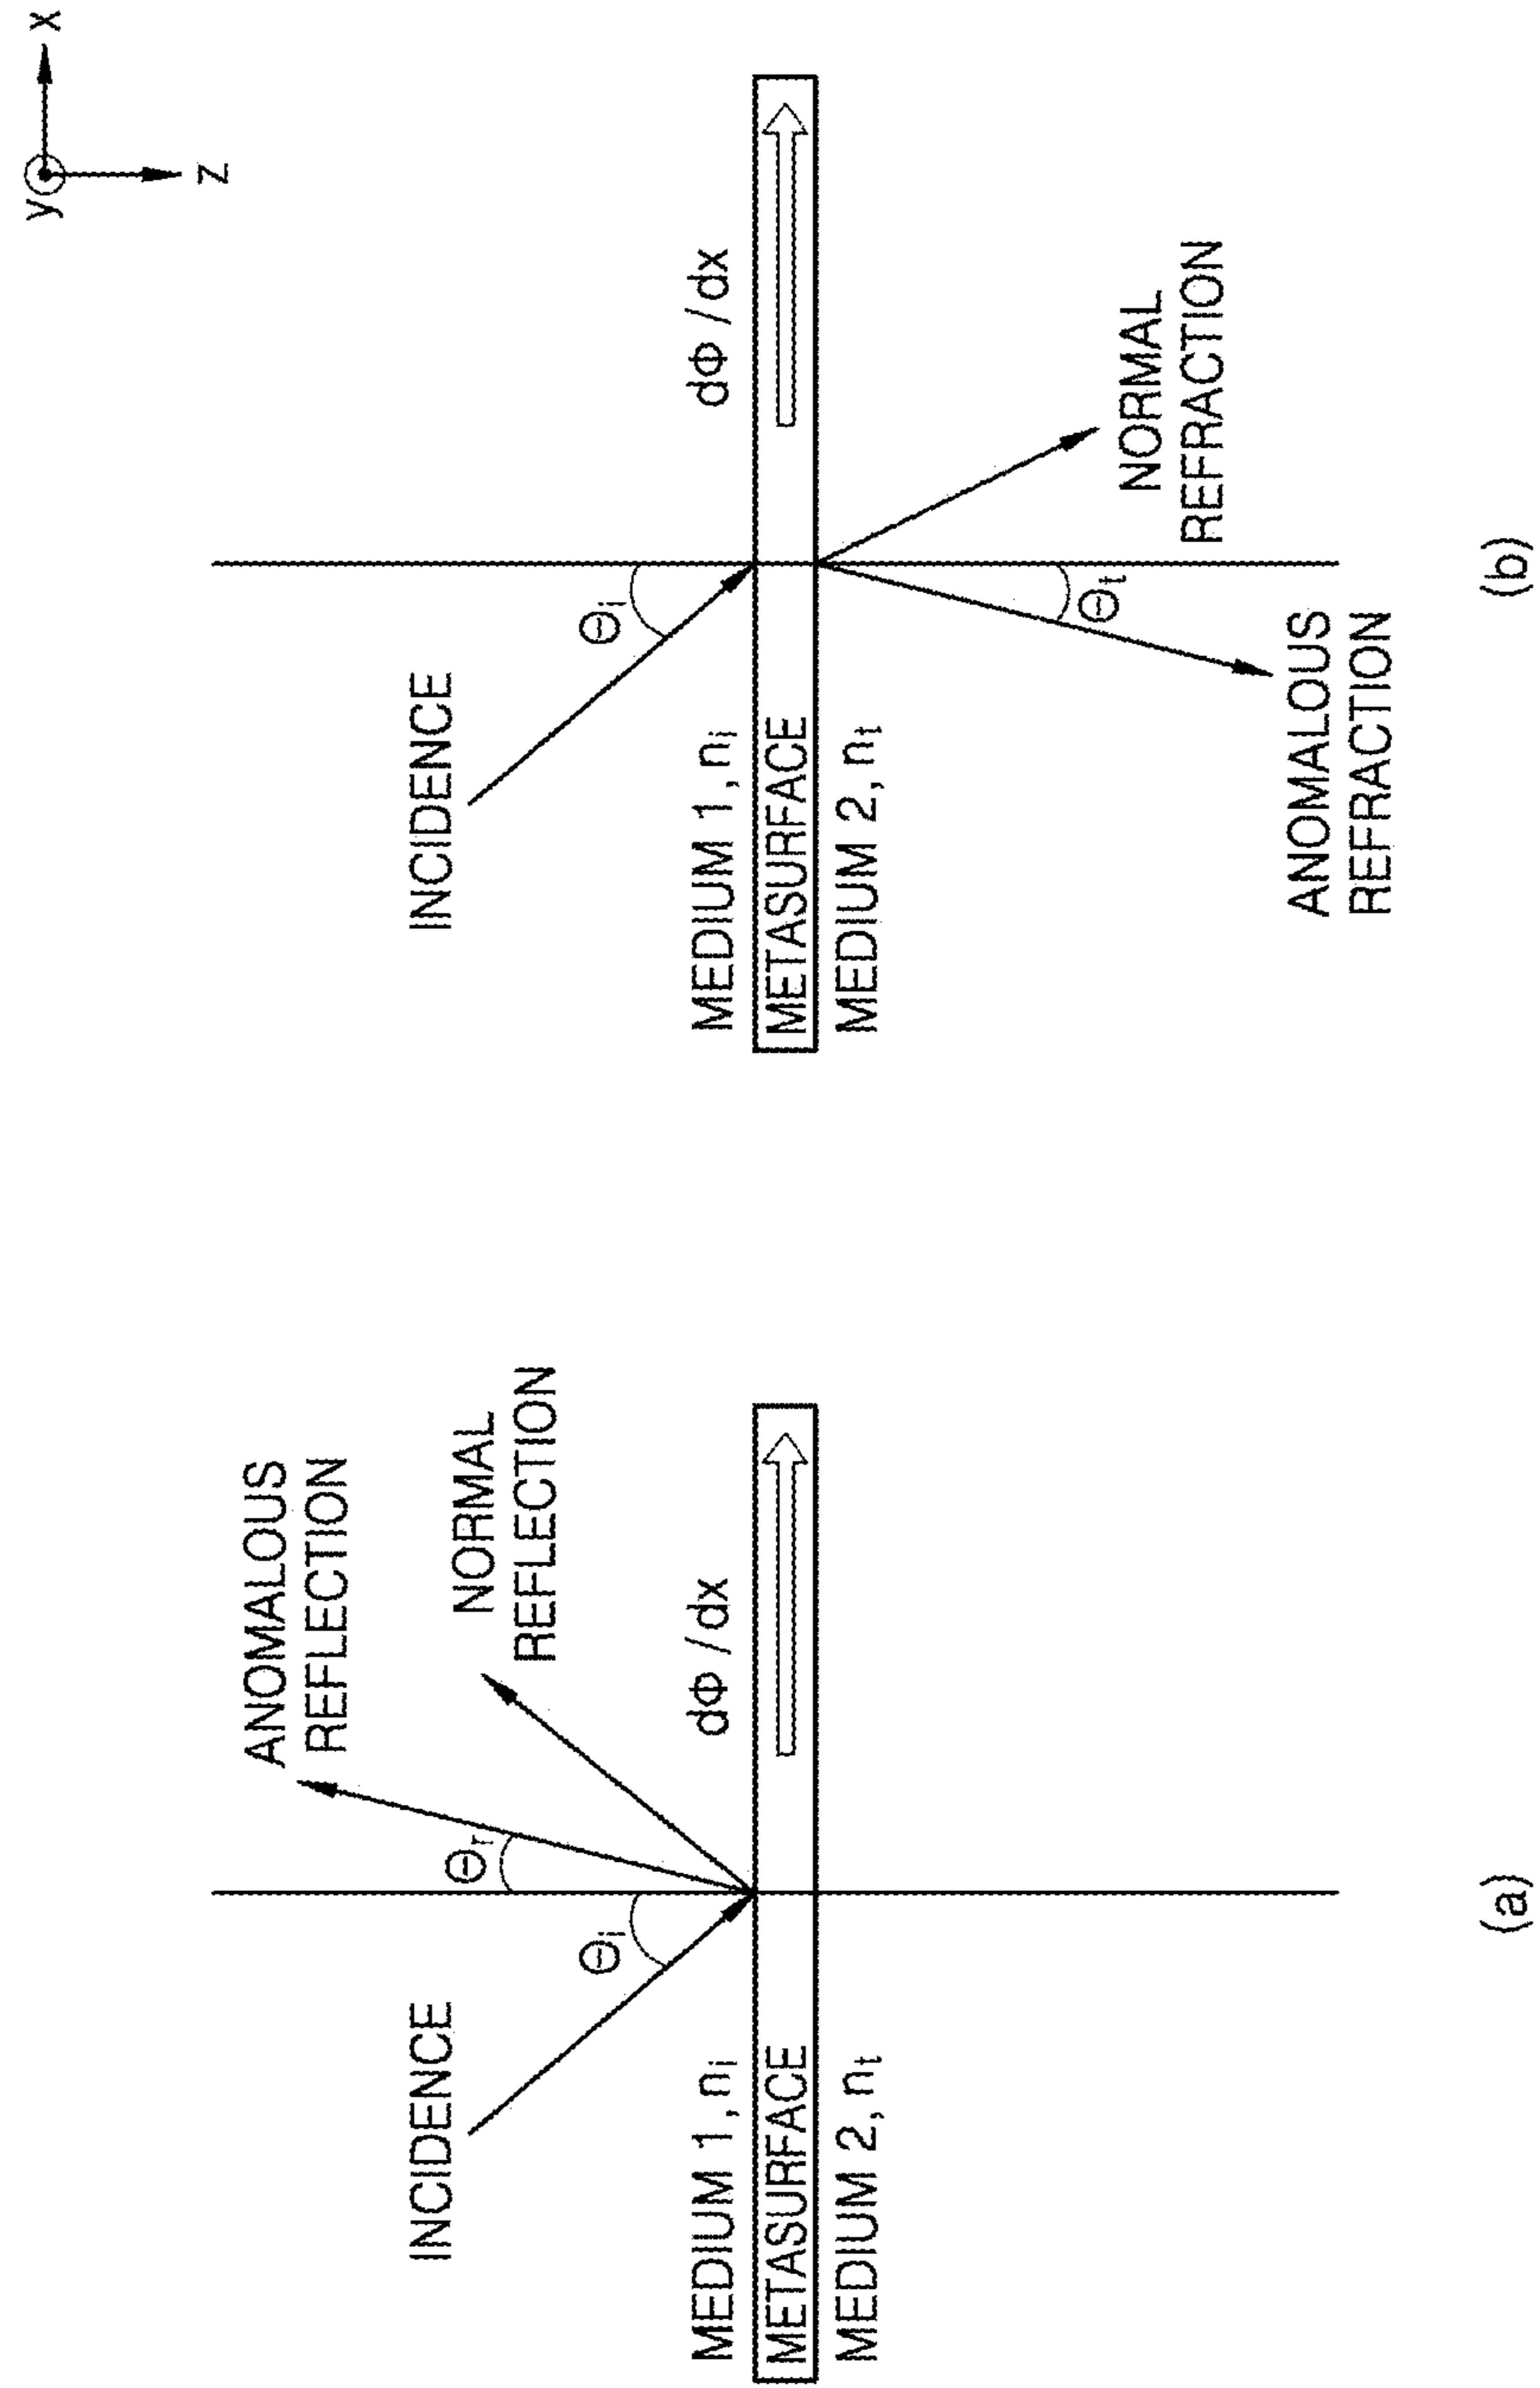 ANOMALOUS
REFLECTION
INCIDENCE
NORMAL
REFLECTION
Θi
Θr
MEDIUM 1, ni
dΦ/dx
METASURFACE
MEDIUM 2, nt
(a)
y
x
z
INCIDENCE
Θi
MEDIUM 1, ni
dΦ/dx
METASURFACE
MEDIUM 2, nt
Θt
NORMAL
REFRACTION
ANOMALOUS
REFRACTION
(b)